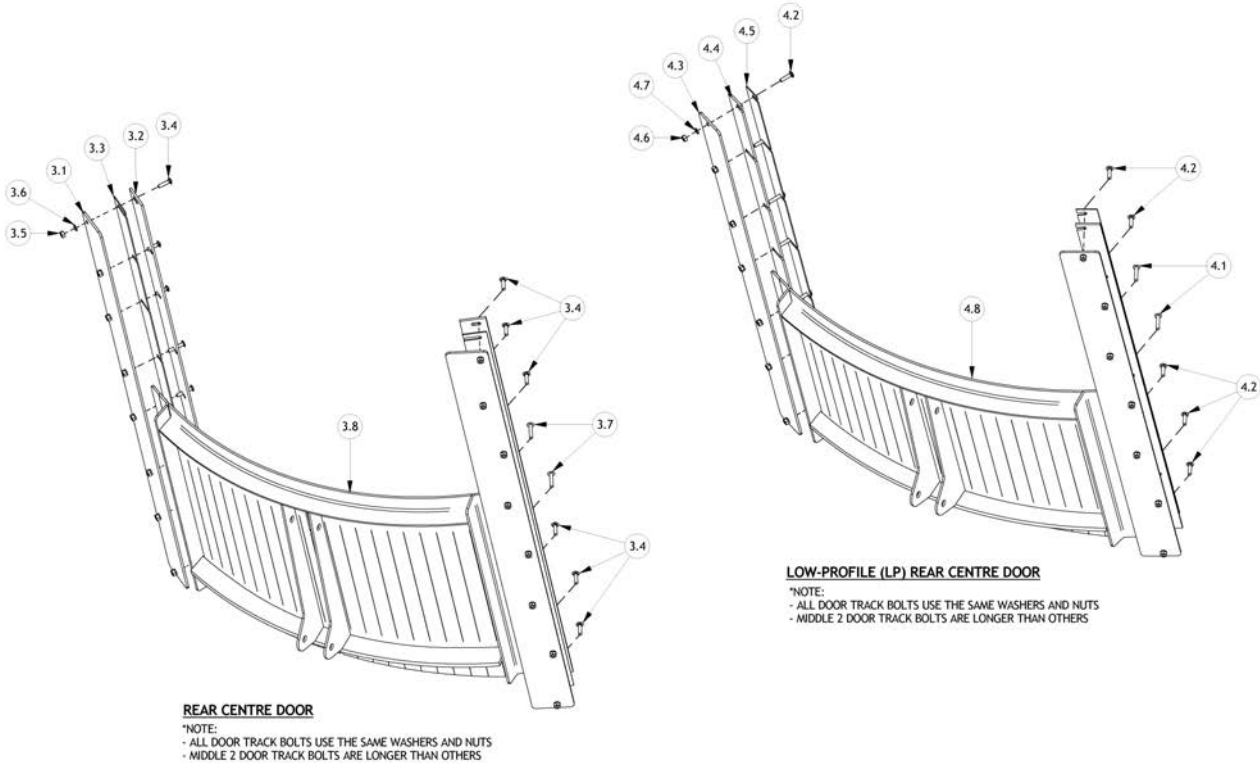 3.1
3.3
3.2
3.4
3.6
3.5
3.4
3.7
3.8
3.4
REAR CENTRE DOOR
*NOTE:
- ALL DOOR TRACK BOLTS USE THE SAME WASHERS AND NUTS
- MIDDLE 2 DOOR TRACK BOLTS ARE LONGER THAN OTHERS
4.2
4.5
4.4
4.3
4.7
4.6
4.2
4.1
4.8
4.2
LOW-PROFILE (LP) REAR CENTRE DOOR
*NOTE:
- ALL DOOR TRACK BOLTS USE THE SAME WASHERS AND NUTS
- MIDDLE 2 DOOR TRACK BOLTS ARE LONGER THAN OTHERS